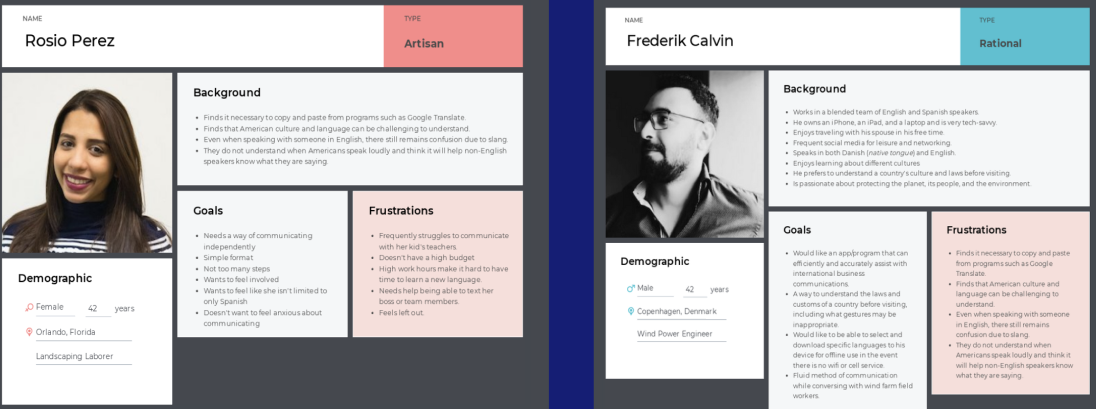 NAME
Rosio Perez
TYPE
Artisan
Background
Finds it necessary to copy and paste from programs such as Google Translate.
Finds that American culture and language can be challenging to understand.
Even when speaking with someone in English, there still remains confusion due to slang.
They do not understand when Americans speak loudly and think it will help non-English
speakers know what they are saying.
Goals
Needs a way of communicating
independently
Simple format
Not too many steps
Wants to feel involved
Wants to feel like she isn't limited to
only Spanish
Doesn't want to feel anxious about
communicating
Frustrations
Frequently struggles to communicate
with her kid's teachers.
Doesn't have a high budget
High work hours make it hard to have
time to learn a new language.
Needs help being able to text her
boss or team members.
Feels left out.
Demographic
Female 42 years
Orlando, Florida
Landscaping Laborer
NAME
Frederik Calvin
TYPE
Rational
Background
Works in a blended team of English and Spanish speakers.
He owns an iPhone, an iPad, and a laptop and is very tech-savvy.
Enjoys traveling with his spouse in his free time.
Frequent social media for leisure and networking.
Speaks in both Danish (native tongue) and English.
Enjoys learning about different cultures
He prefers to understand a country's culture and laws before visiting.
Is passionate about protecting the planet, its people, and the environment.
Goals
Would like an app/program that can
efficiently and accurately assist with
international business
communications.
A way to understand the laws and
customs of a country before visiting,
including what gestures may be
inappropriate.
Would like to be able to select and
download specific languages to his
device for offline use in the event
there is no wifi or cell service.
Fluid method of communication
while conversing with wind farm field
workers.
Frustrations
Finds it necessary to copy and paste
from programs such as Google
Translate.
Finds that American culture and
language can be challenging to
understand.
Even when speaking with someone
in English, there still remains
confusion due to slang.
They do not understand when
Americans speak loudly and think it
will help non-English speakers know
what they are saying.
Demographic
Male 42 years
Copenhagen, Denmark
Wind Power Engineer